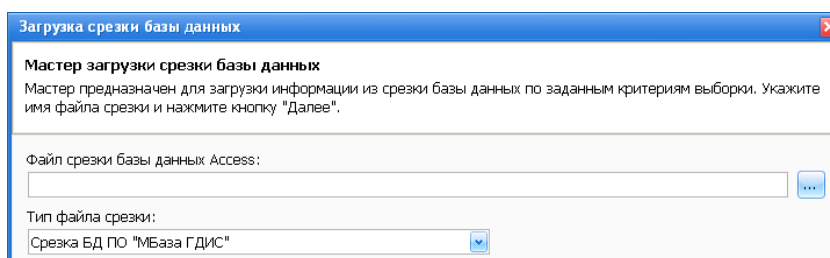 Загрузка срезки базы данных
Мастер загрузки срезки базы данных
Мастер предназначен для загрузки информации из срезки базы данных по заданным критериям выборки. Укажите
имя файла срезки и нажмите кнопку "Далее".
Файл срезки базы данных Access:
...
Тип файла срезки:
Срезка БД ПО "МБаза ГДИС"